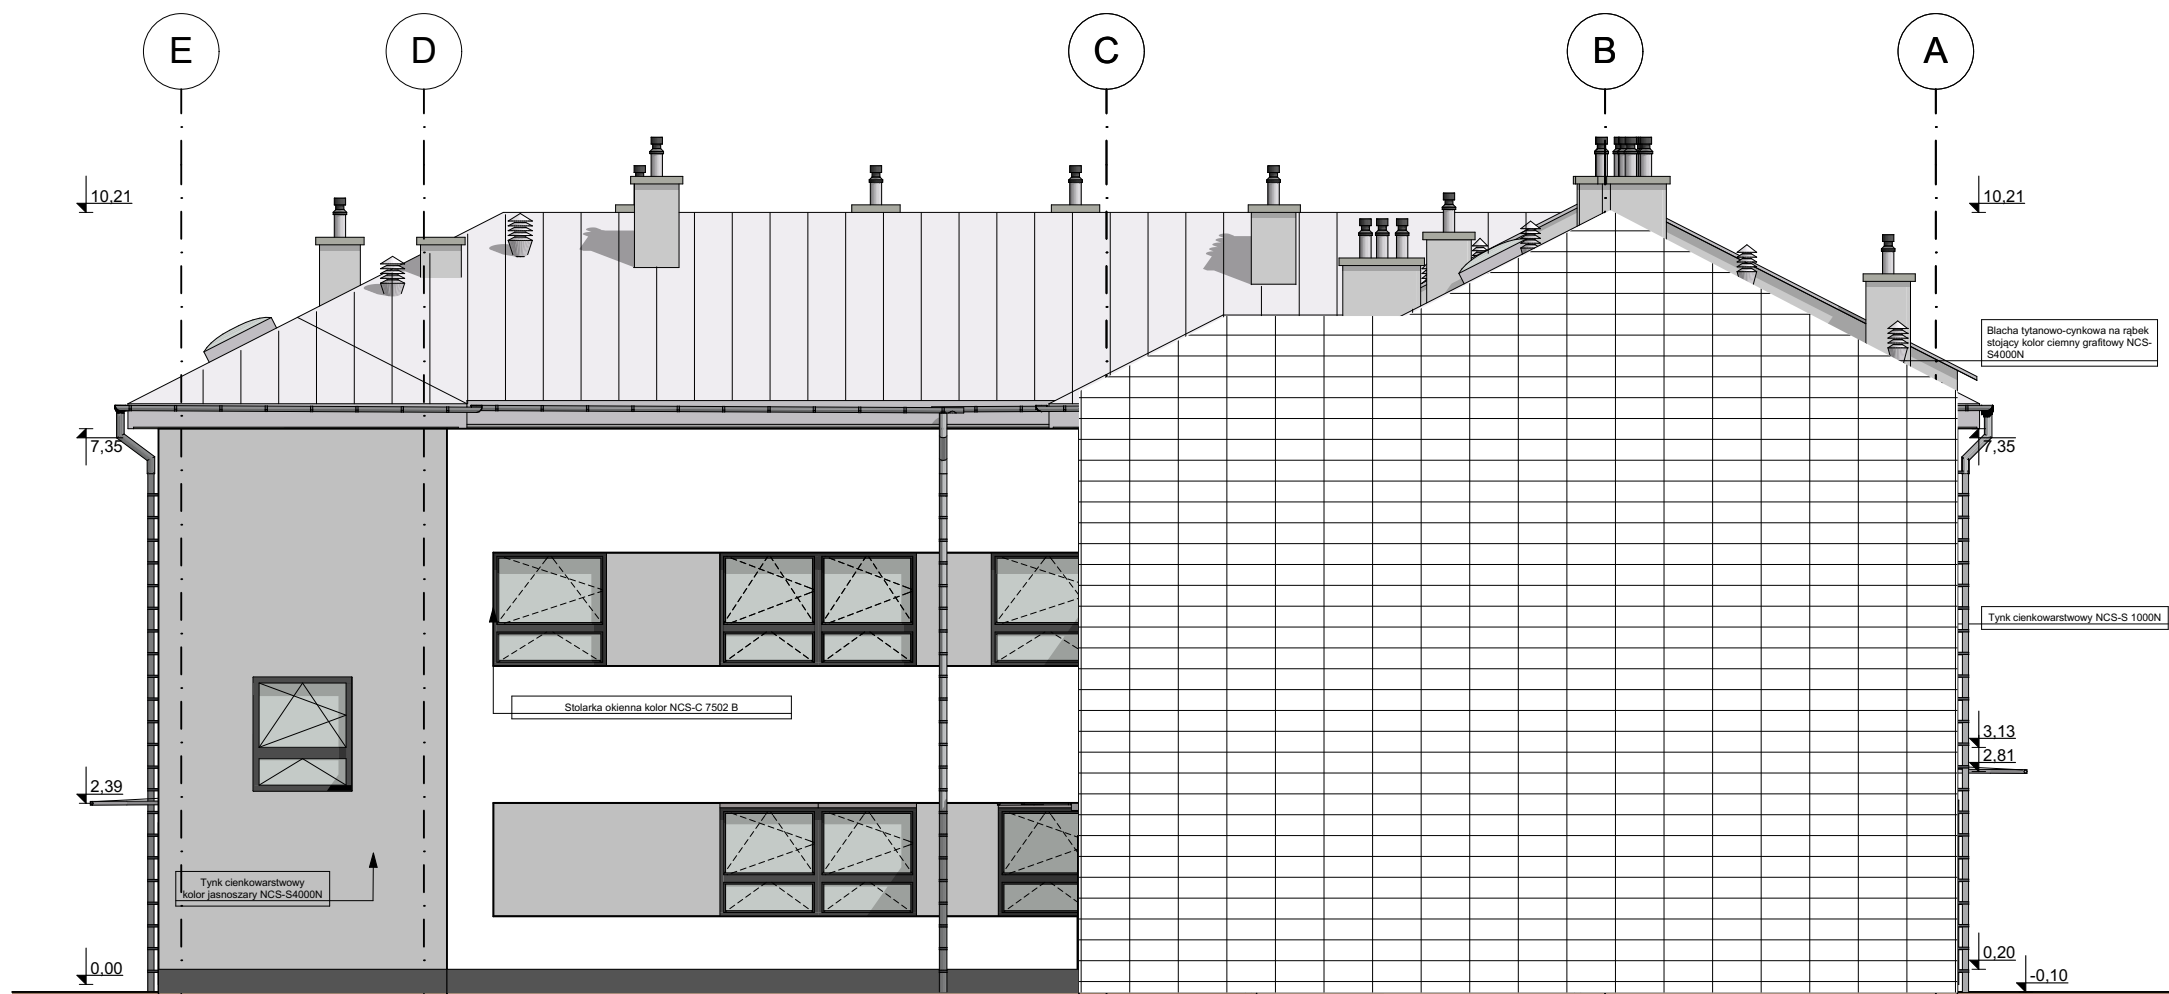 E
D
C
B
A
10,21
10,21
Blacha tytanowo-cynkowa na rąbek
stojący kolor ciemny grafitowy NCS-
S4000N
7,35
7,35
Tynk cienkowarstwowy NCS-S 1000N
Stolarka okienna kolor NCS-C 7502 B
3,13
2,81
2,39
Tynk cienkowarstwowy
kolor jasnoszary NCS-S4000N
0,20
0,00
-0,10